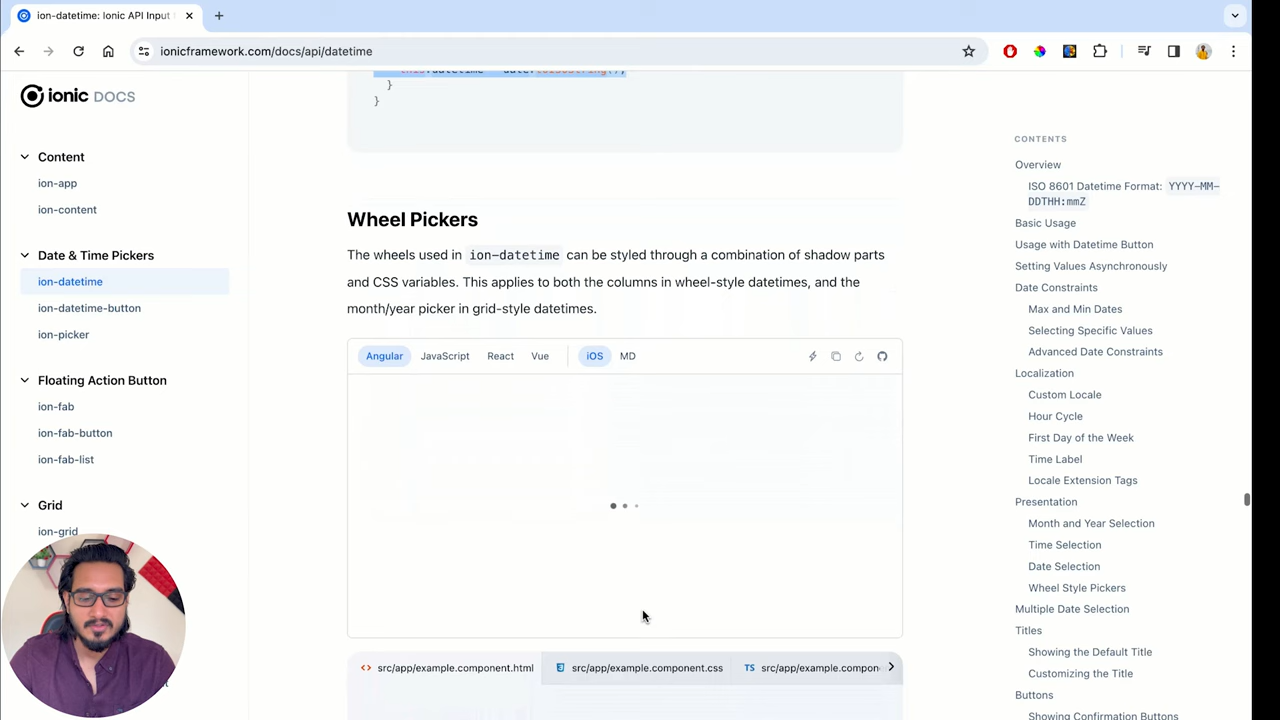 ion-datetime: Ionic API Input
ionicframework.com/docs/api/datetime
ionic DOCS
Content
ion-app
ion-content
Date & Time Pickers
ion-datetime
ion-datetime-button
ion-picker
Floating Action Button
ion-fab
ion-fab-button
ion-fab-list
Grid
ion-grid
this.datetime = date.toISOString();
}
}
Wheel Pickers
The wheels used in ion-datetime can be styled through a combination of shadow parts
and CSS variables. This applies to both the columns in wheel-style datetimes, and the
month/year picker in grid-style datetimes.
Angular JavaScript React Vue iOS MD
src/app/example.component.html src/app/example.component.css TS src/app/example.compon
CONTENTS
Overview
ISO 8601 Datetime Format: YYYY-MM-
DDTHH:mmZ
Basic Usage
Usage with Datetime Button
Setting Values Asynchronously
Date Constraints
Max and Min Dates
Selecting Specific Values
Advanced Date Constraints
Localization
Custom Locale
Hour Cycle
First Day of the Week
Time Label
Locale Extension Tags
Presentation
Month and Year Selection
Time Selection
Date Selection
Wheel Style Pickers
Multiple Date Selection
Titles
Showing the Default Title
Customizing the Title
Buttons
Showing Confirmation Buttons